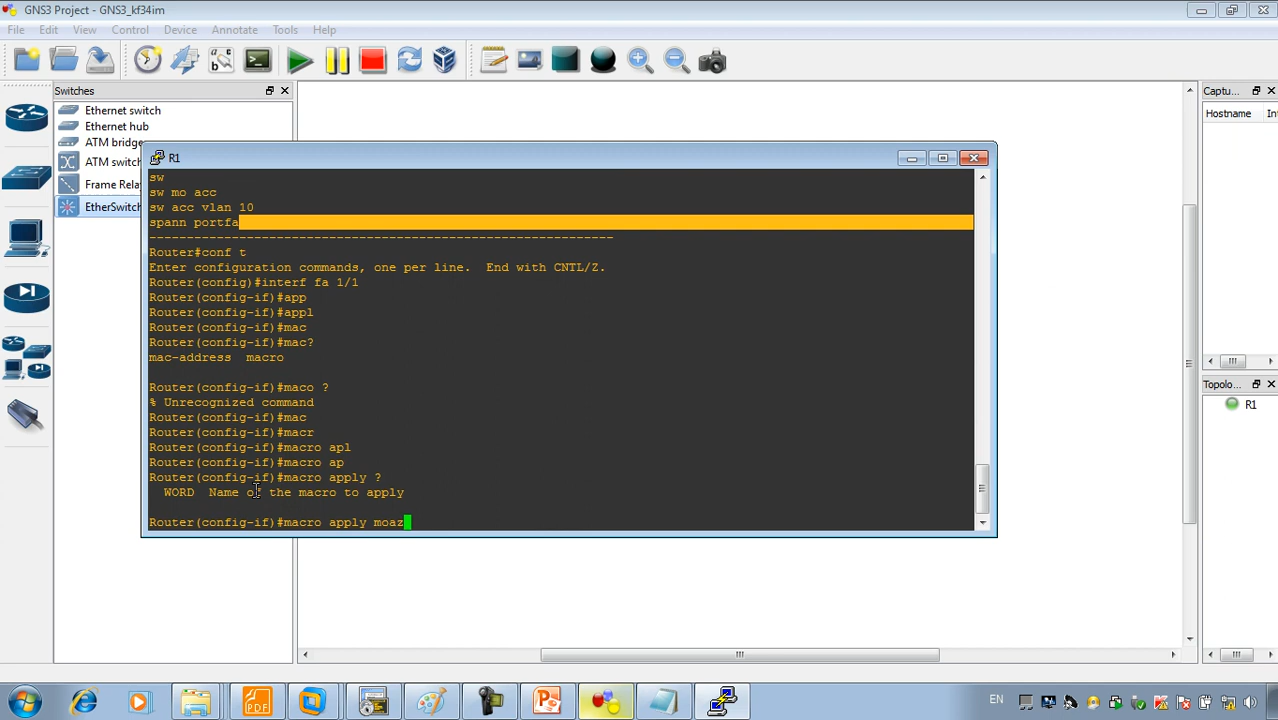 GNS3 Project - GNS3_kf34im
File Edit View Control Device Annotate Tools Help
Switches
Ethernet switch
Ethernet hub
ATM bridge
ATM switch
Frame Rela
EtherSwitch
R1
sw
sw mo acc
sw acc vlan 10
spann portfa
--------------------------------------------------------------
Router#conf t
Enter configuration commands, one per line.  End with CNTL/Z.
Router(config)#interf fa 1/1
Router(config-if)#app
Router(config-if)#appl
Router(config-if)#mac
Router(config-if)#mac?
mac-address  macro
Router(config-if)#maco ?
% Unrecognized command
Router(config-if)#mac
Router(config-if)#macr
Router(config-if)#macro apl
Router(config-if)#macro ap
Router(config-if)#macro apply ?
WORD  Name of the macro to apply
Router(config-if)#macro apply moaz
Captu...
Hostname Int
Topolo...
R1
PDF
EN